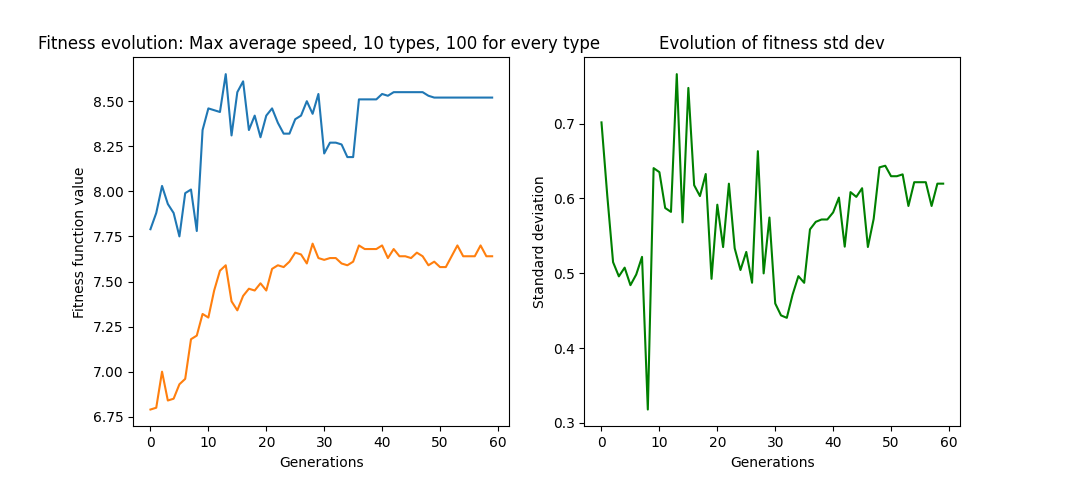 Fitness evolution: Max average speed, 10 types, 100 for every type
Fitness function value
8.50
8.25
8.00
7.75
7.50
7.25
7.00
6.75
0 10 20 30 40 50 60
Generations
Evolution of fitness std dev
Standard deviation
0.7
0.6
0.5
0.4
0.3
0 10 20 30 40 50 60
Generations